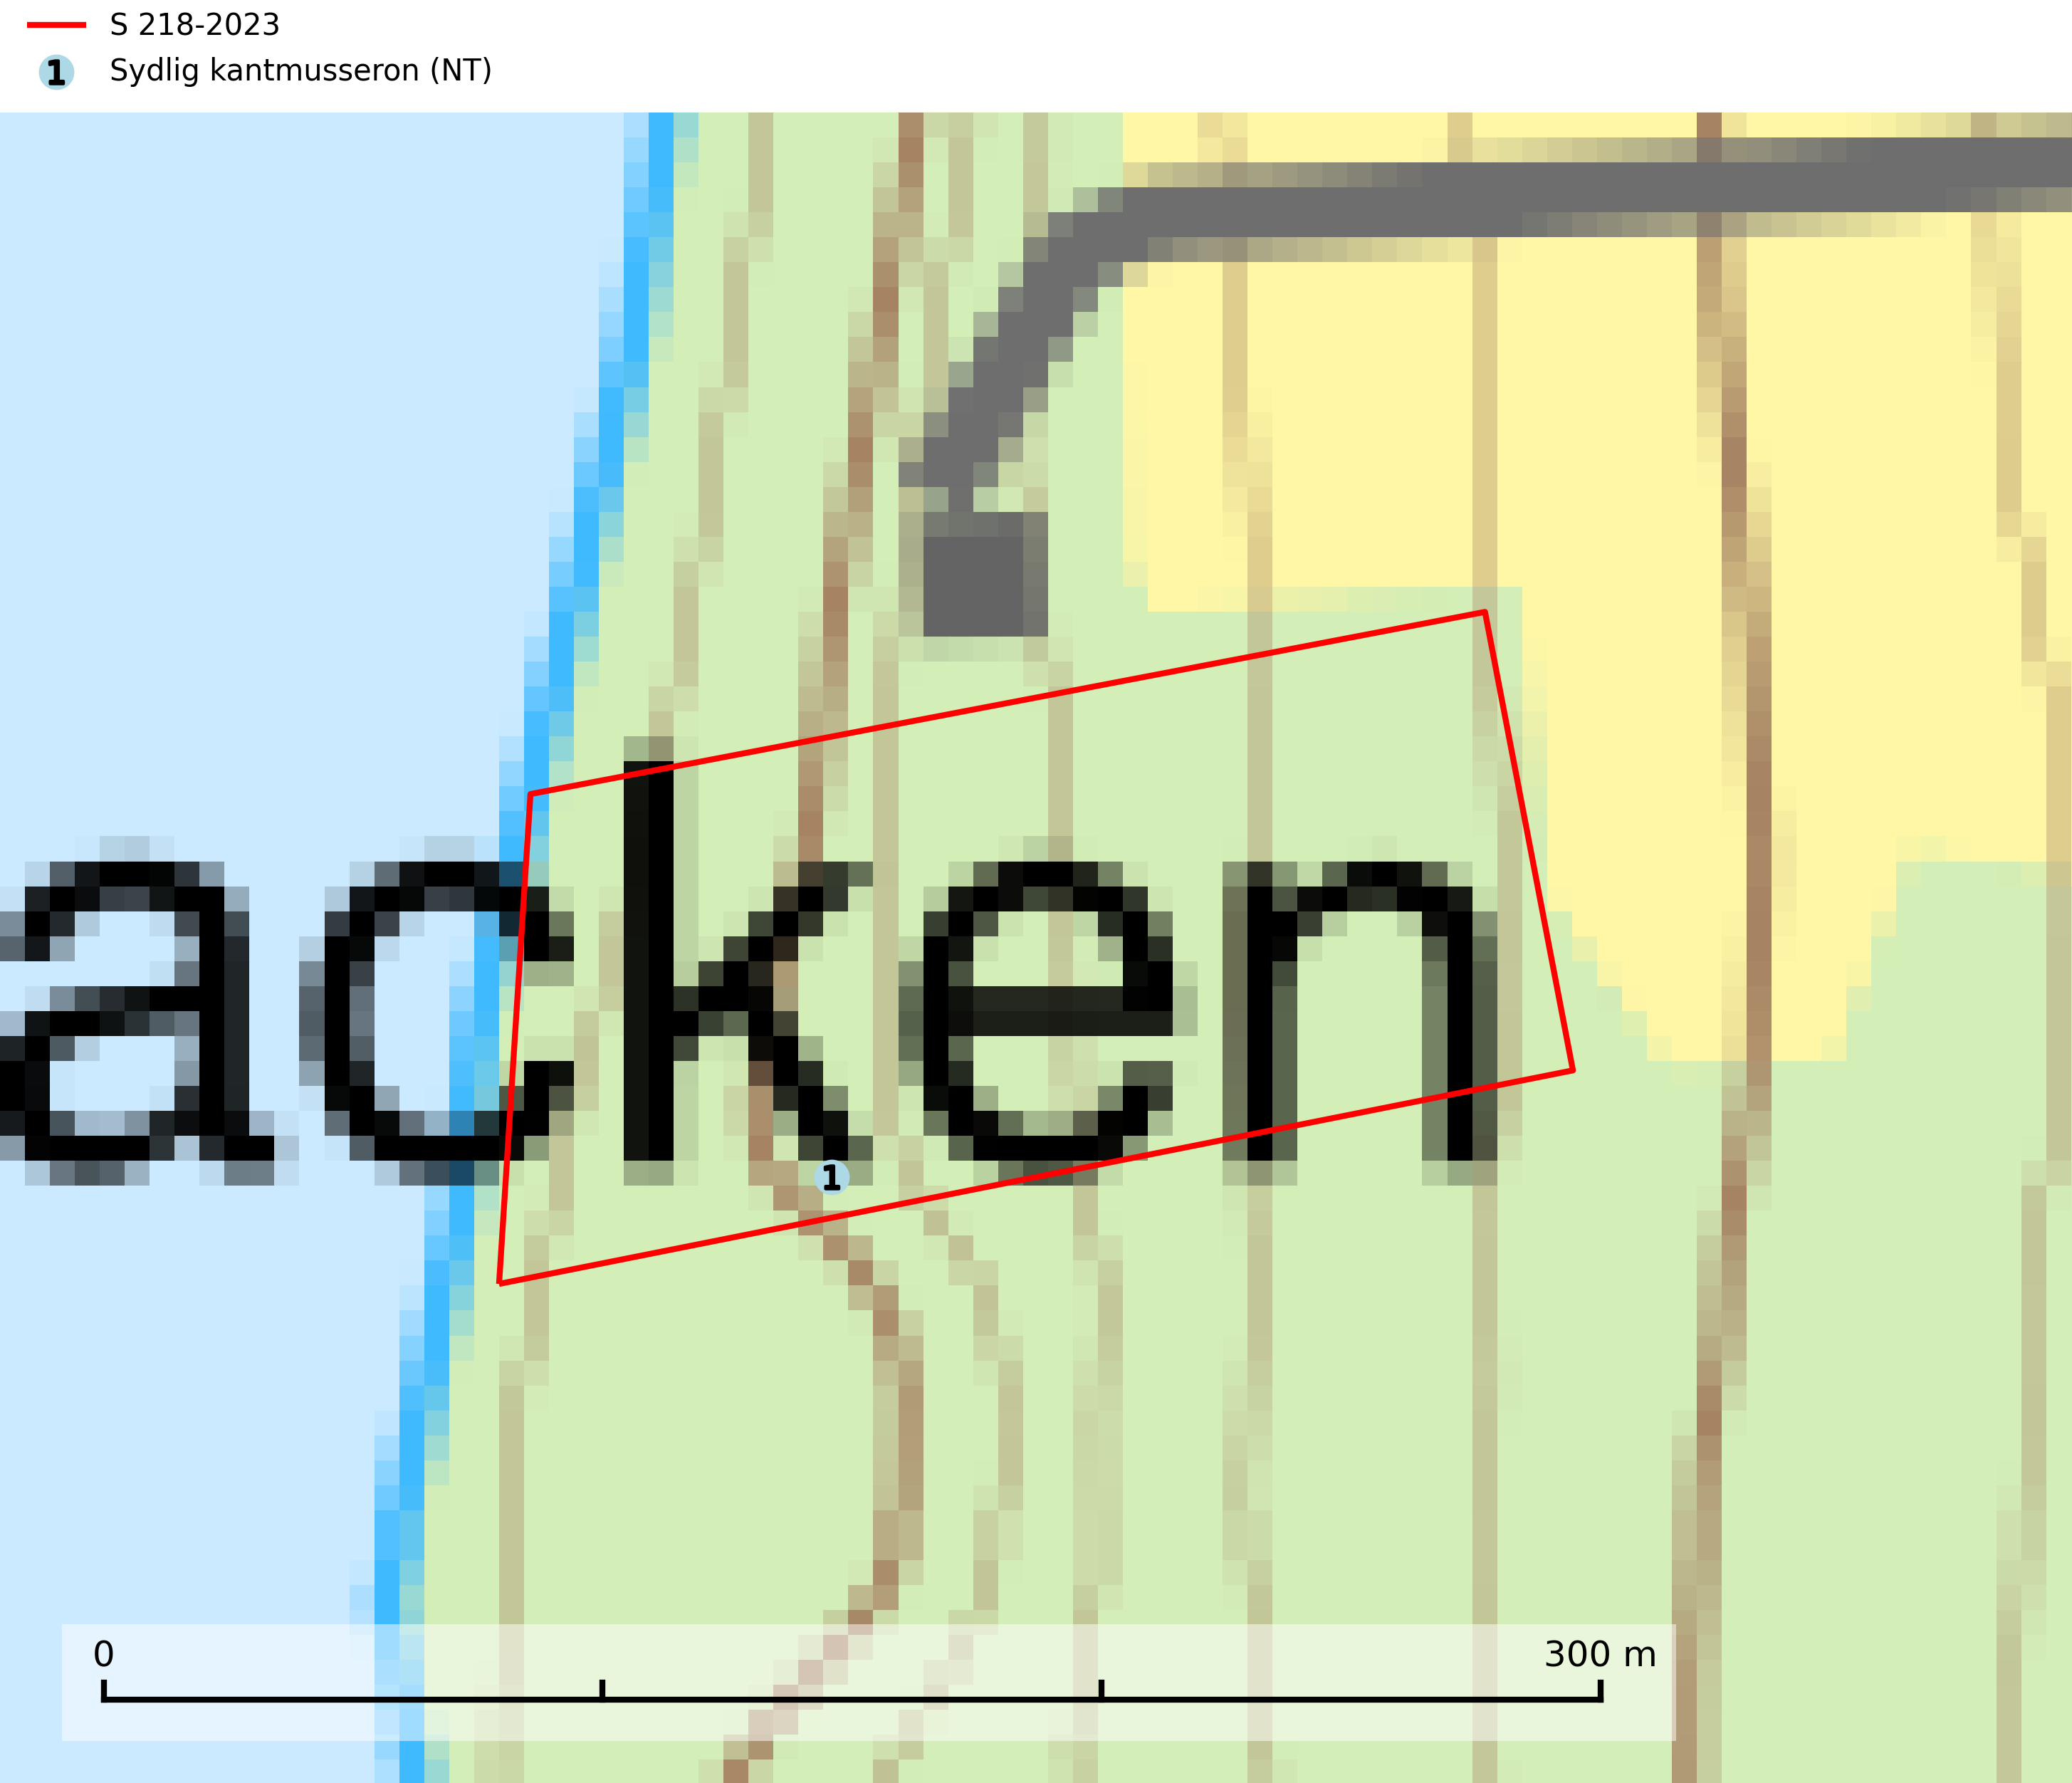 S 218-2023
1 Sydlig kantmusseron (NT)
acken
1
0 300 m